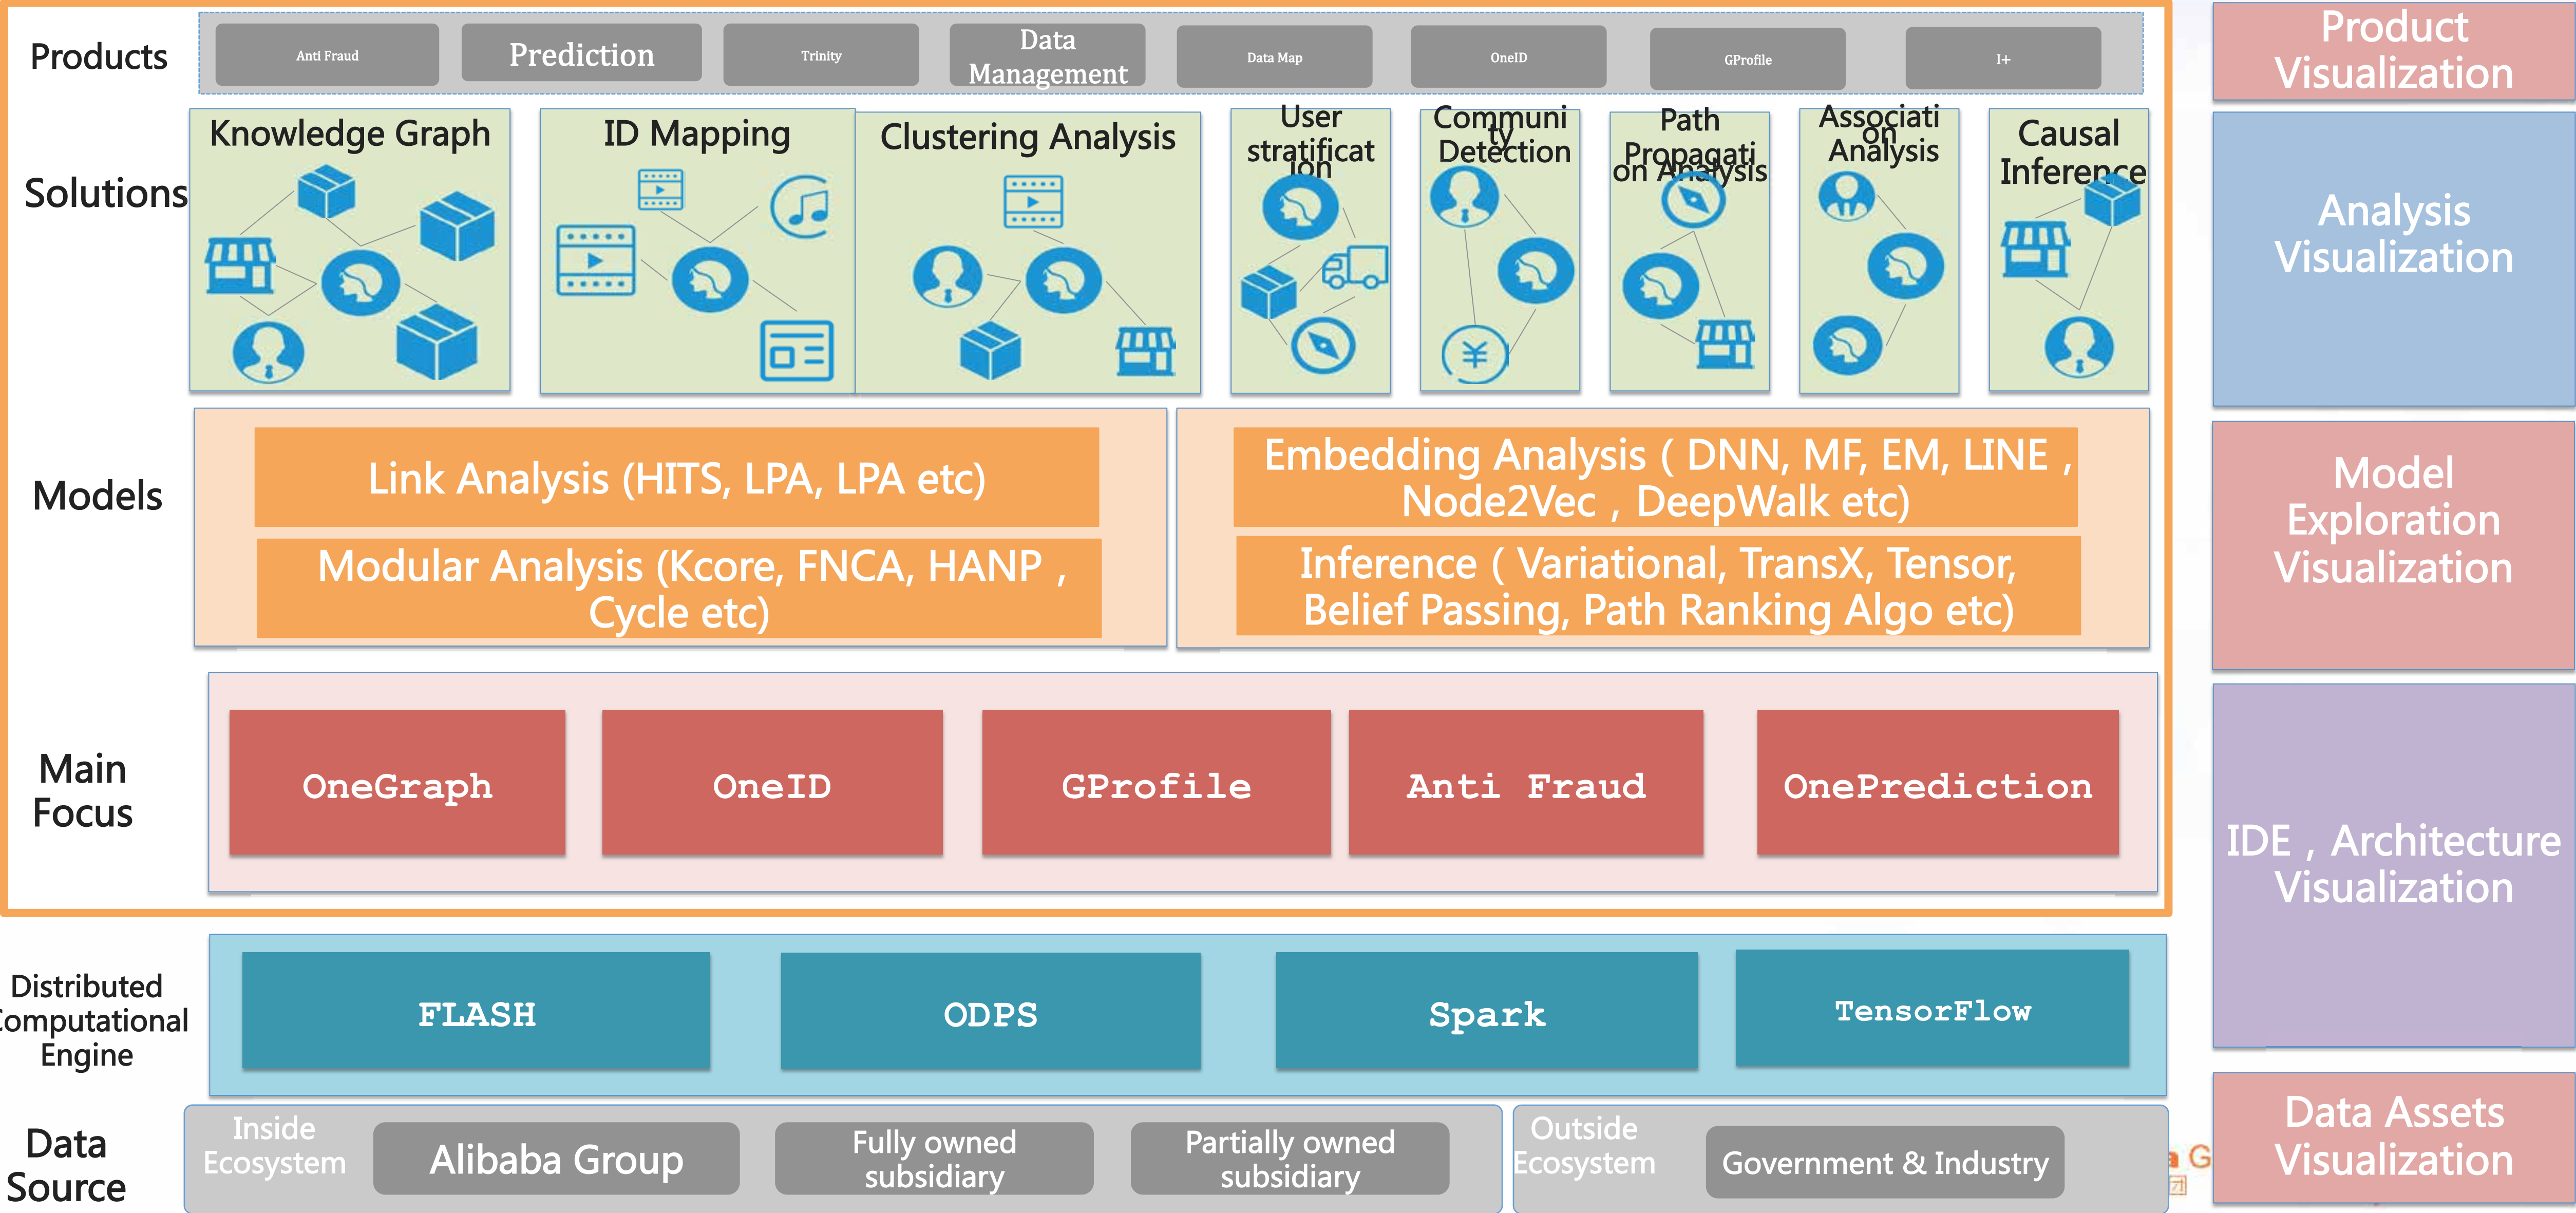 Products
Anti Fraud
Prediction
Trinity
Data
Management
Data Map
OneID
GProfile
I+
Product
Visualization
Solutions
Knowledge Graph
ID Mapping
Clustering Analysis
User
stratificat
ion
Communi
ty
Detection
Path
Propagati
on Analysis
Associati
on
Analysis
Causal
Inference
Analysis
Visualization
Models
Link Analysis (HITS, LPA, LPA etc)
Modular Analysis (Kcore, FNCA, HANP ,
Cycle etc)
Embedding Analysis ( DNN, MF, EM, LINE ,
Node2Vec , DeepWalk etc)
Inference ( Variational, TransX, Tensor,
Belief Passing, Path Ranking Algo etc)
Model
Exploration
Visualization
Main
Focus
OneGraph
OneID
GProfile
Anti Fraud
OnePrediction
IDE , Architecture
Visualization
Distributed
Computational
Engine
FLASH
ODPS
Spark
TensorFlow
Data
Source
Inside
Ecosystem
Alibaba Group
Fully owned
subsidiary
Partially owned
subsidiary
Outside
Ecosystem
Government & Industry
Data Assets
Visualization